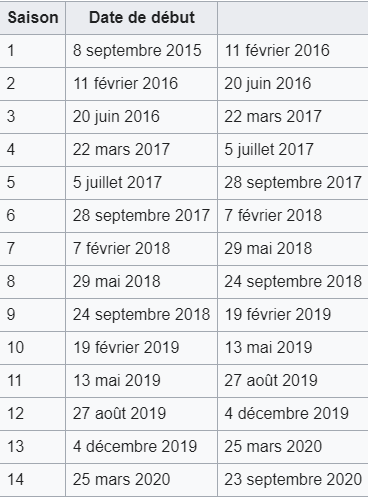 Saison Date de début
1 8 septembre 2015 11 février 2016
2 11 février 2016 20 juin 2016
3 20 juin 2016 22 mars 2017
4 22 mars 2017 5 juillet 2017
5 5 juillet 2017 28 septembre 2017
6 28 septembre 2017 7 février 2018
7 7 février 2018 29 mai 2018
8 29 mai 2018 24 septembre 2018
9 24 septembre 2018 19 février 2019
10 19 février 2019 13 mai 2019
11 13 mai 2019 27 août 2019
12 27 août 2019 4 décembre 2019
13 4 décembre 2019 25 mars 2020
14 25 mars 2020 23 septembre 2020